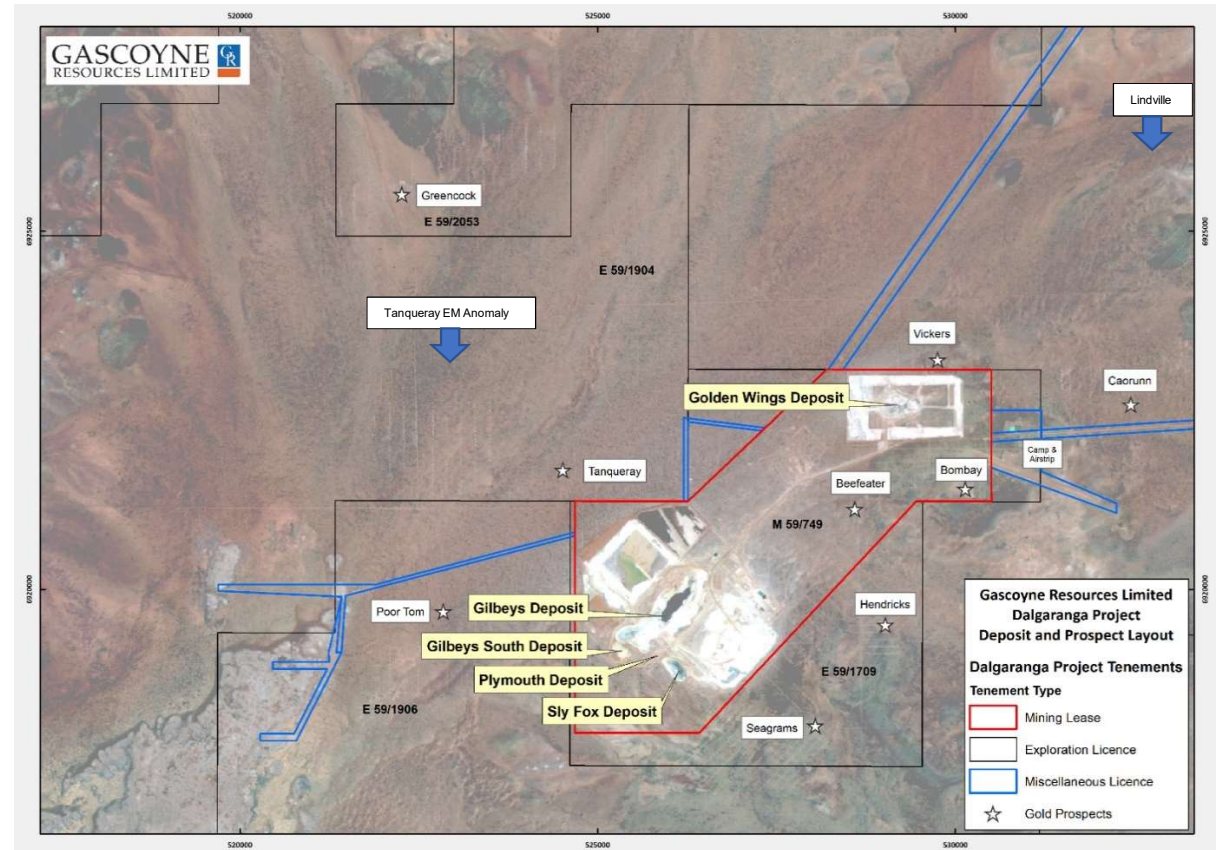 520000
525000
530000
GASCOYNE
RESOURCES LIMITED
GR
Lindville
Greencock
E 59/2053
6925000
6925000
E 59/1904
Tanqueray EM Anomaly
Vickers
Golden Wings Deposit
Caorunn
Camp &
Airstrip
Tanqueray
Bombay
Beefeater
M 59/749
6920000
6920000
Gilbeys Deposit
Poor Tom
Hendricks
Gilbeys South Deposit
Plymouth Deposit
E 59/1709
Sly Fox Deposit
E 59/1906
Seagrams
Gascoyne Resources Limited
Dalgaranga Project
Deposit and Prospect Layout
Dalgaranga Project Tenements
Tenement Type
Mining Lease
Exploration Licence
Miscellaneous Licence
Gold Prospects
520000
525000
530000